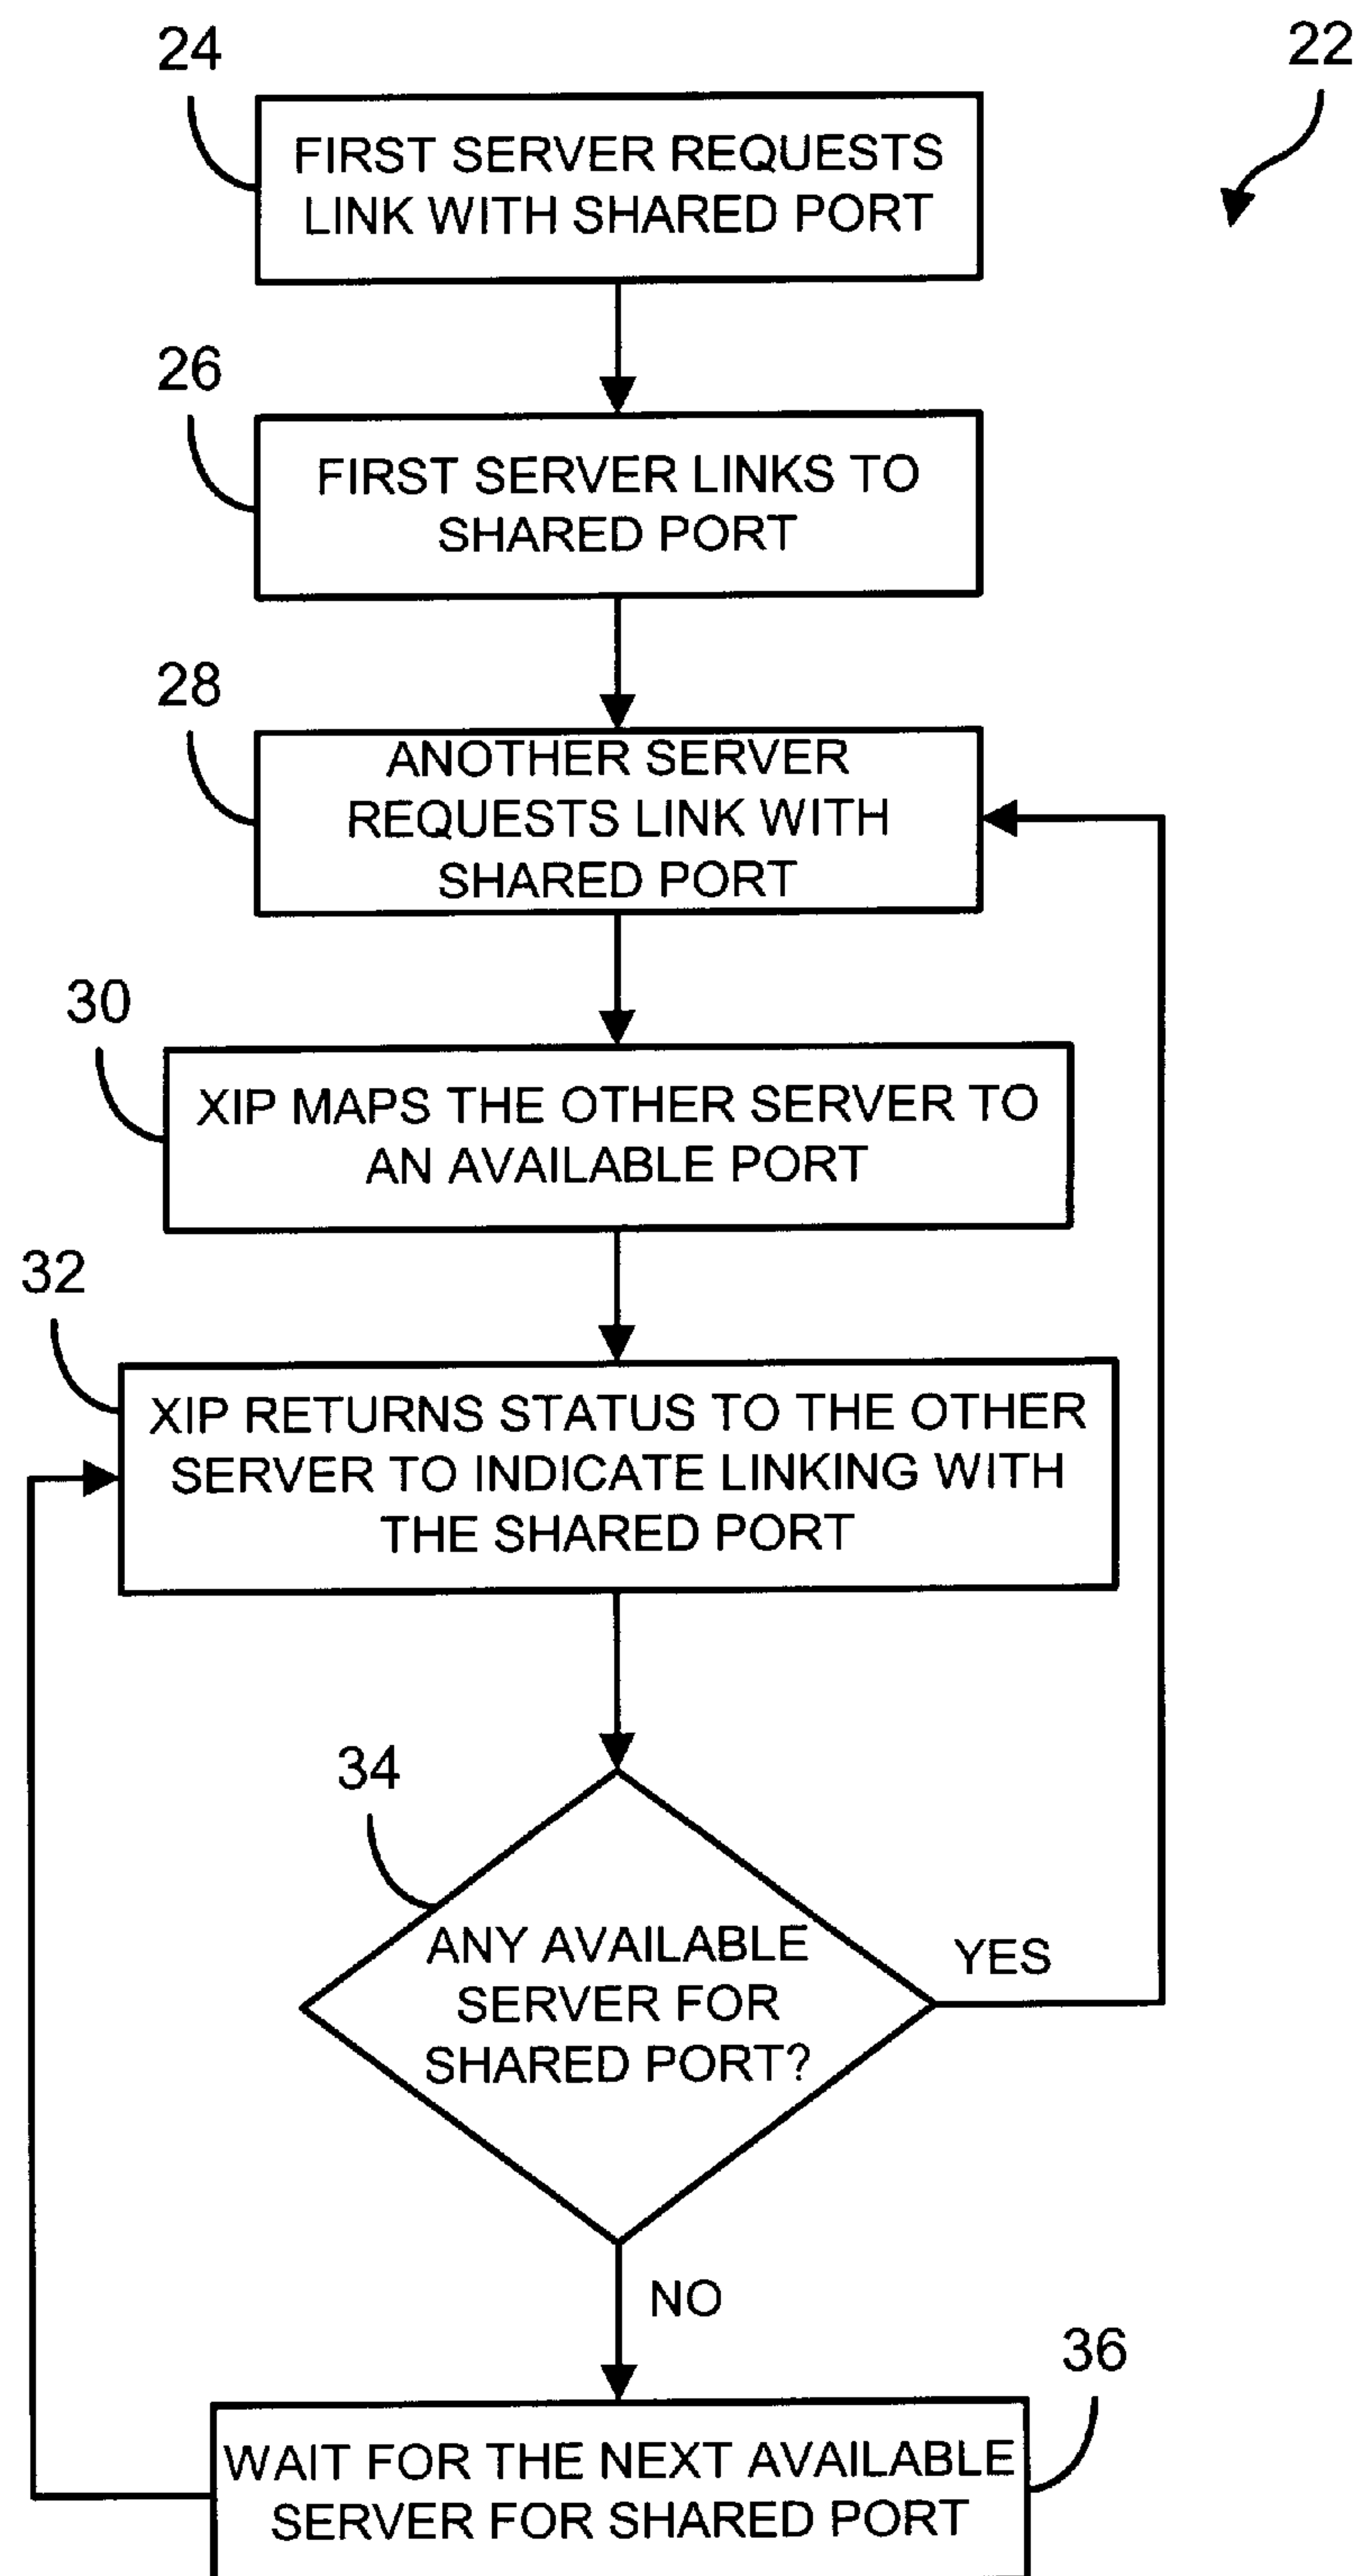 24
22
FIRST SERVER REQUESTS
LINK WITH SHARED PORT
26
FIRST SERVER LINKS TO
SHARED PORT
28
ANOTHER SERVER
REQUESTS LINK WITH
SHARED PORT
30
XIP MAPS THE OTHER SERVER TO
AN AVAILABLE PORT
32
XIP RETURNS STATUS TO THE OTHER
SERVER TO INDICATE LINKING WITH
THE SHARED PORT
34
ANY AVAILABLE
SERVER FOR
SHARED PORT?
YES
NO
36
WAIT FOR THE NEXT AVAILABLE
SERVER FOR SHARED PORT